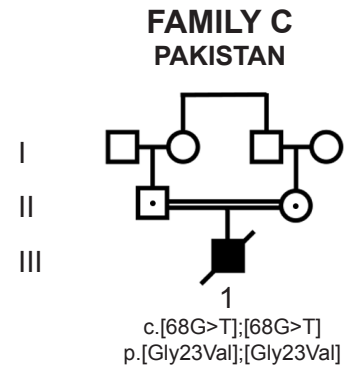 FAMILY C
PAKISTAN
I
II
III
1
c.[68G>T];[68G>T]
p.[Gly23Val];[Gly23Val]